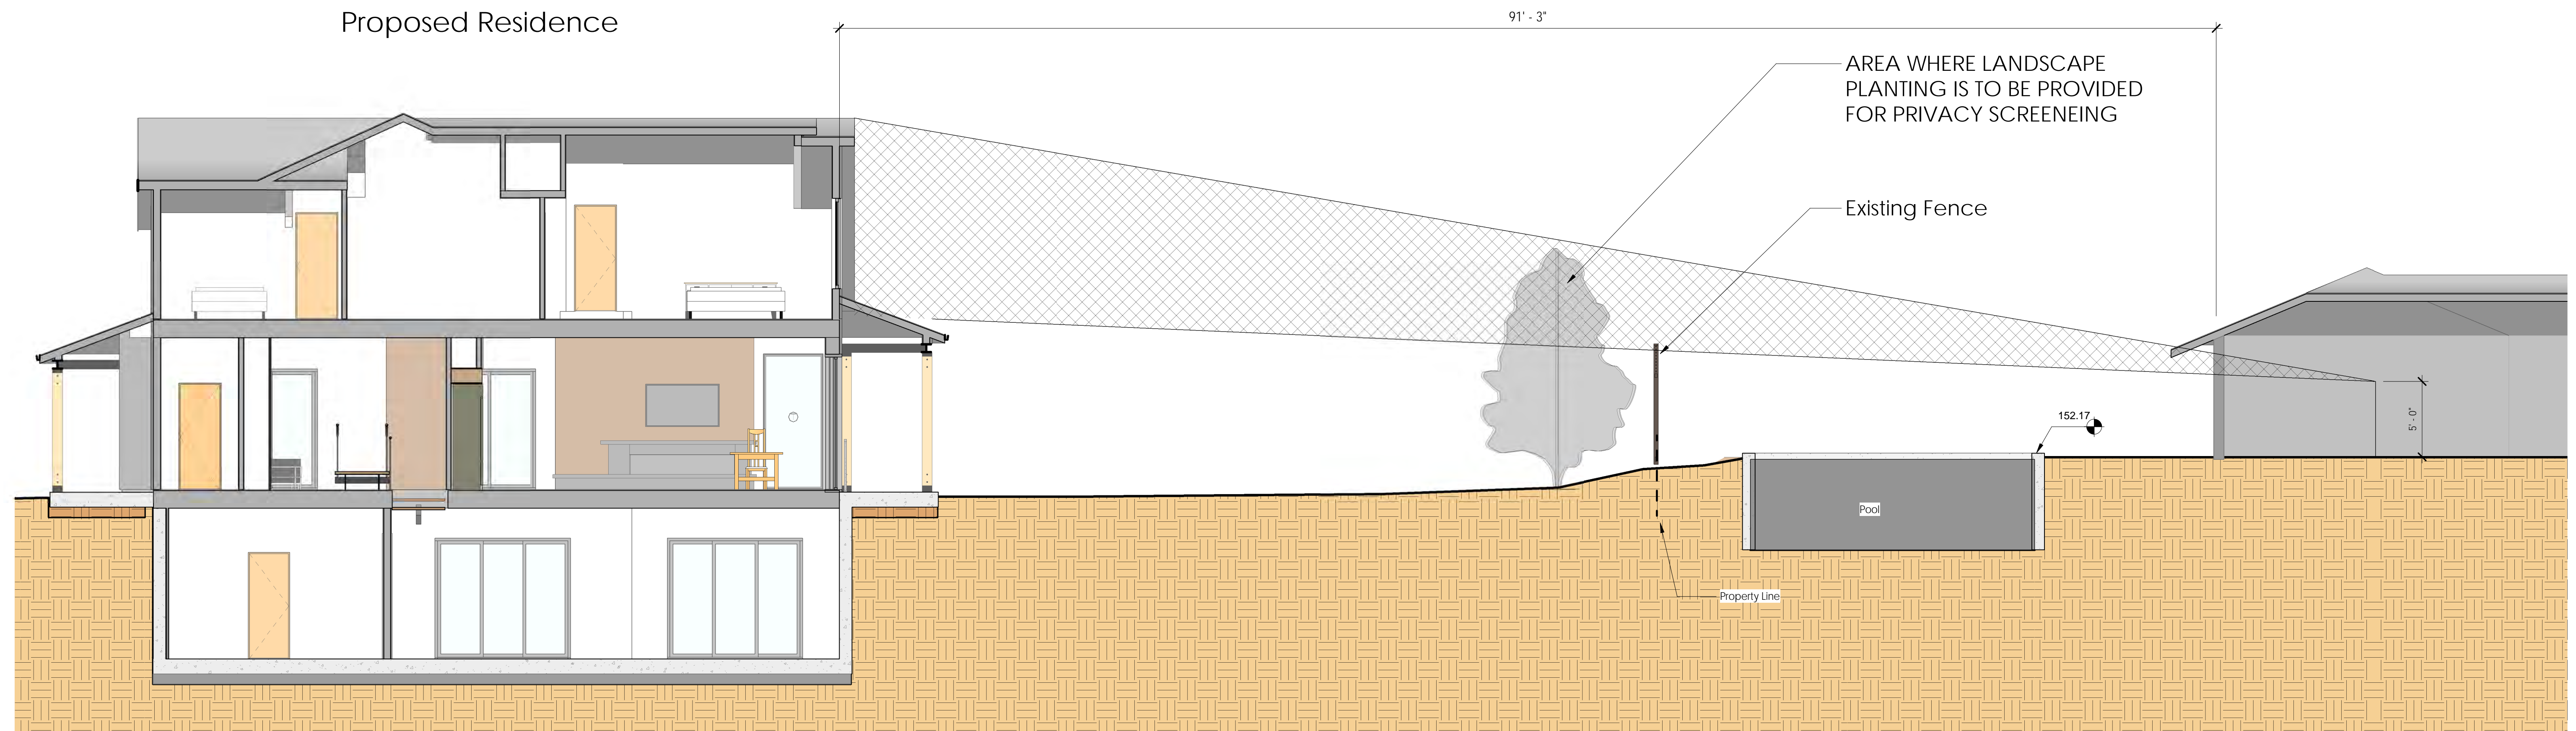 Proposed Residence
91' - 3"
AREA WHERE LANDSCAPE
PLANTING IS TO BE PROVIDED
FOR PRIVACY SCREENEING
Existing Fence
152.17
5' - 0"
Pool
Property Line